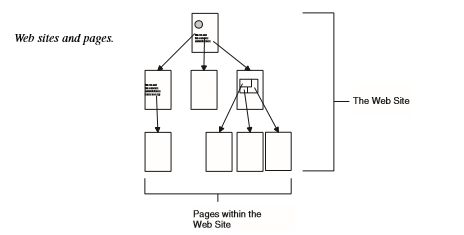 Web sites and pages.
The Web Site
Pages within the
Web Site